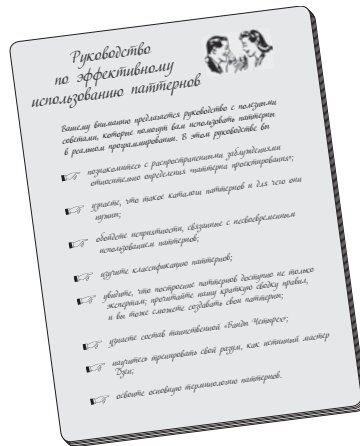 Руководство
по эффективному
использованию паттернов
Вашему вниманию предлагается руководство с полезными
советами, которые помогут вам использовать паттерны
в реальном программировании. В этом руководстве вы
познакомитесь с распространенными заблуждениями
относительно определения «паттерна проектирования»;
узнаете, что такое каталоги паттернов и для чего они
нужны;
обойдете неприятности, связанные с несвоевременным
использованием паттернов;
изучите классификацию паттернов;
увидите, что построение паттернов доступно не только
экспертам; прочитайте нашу краткую сводку правил,
и вы тоже сможете создавать свои паттерны;
узнаете состав таинственной «Банды Четырех»;
научитесь тренировать свой разум, как истинный мастер
Дзен;
освоите основную терминологию паттернов.